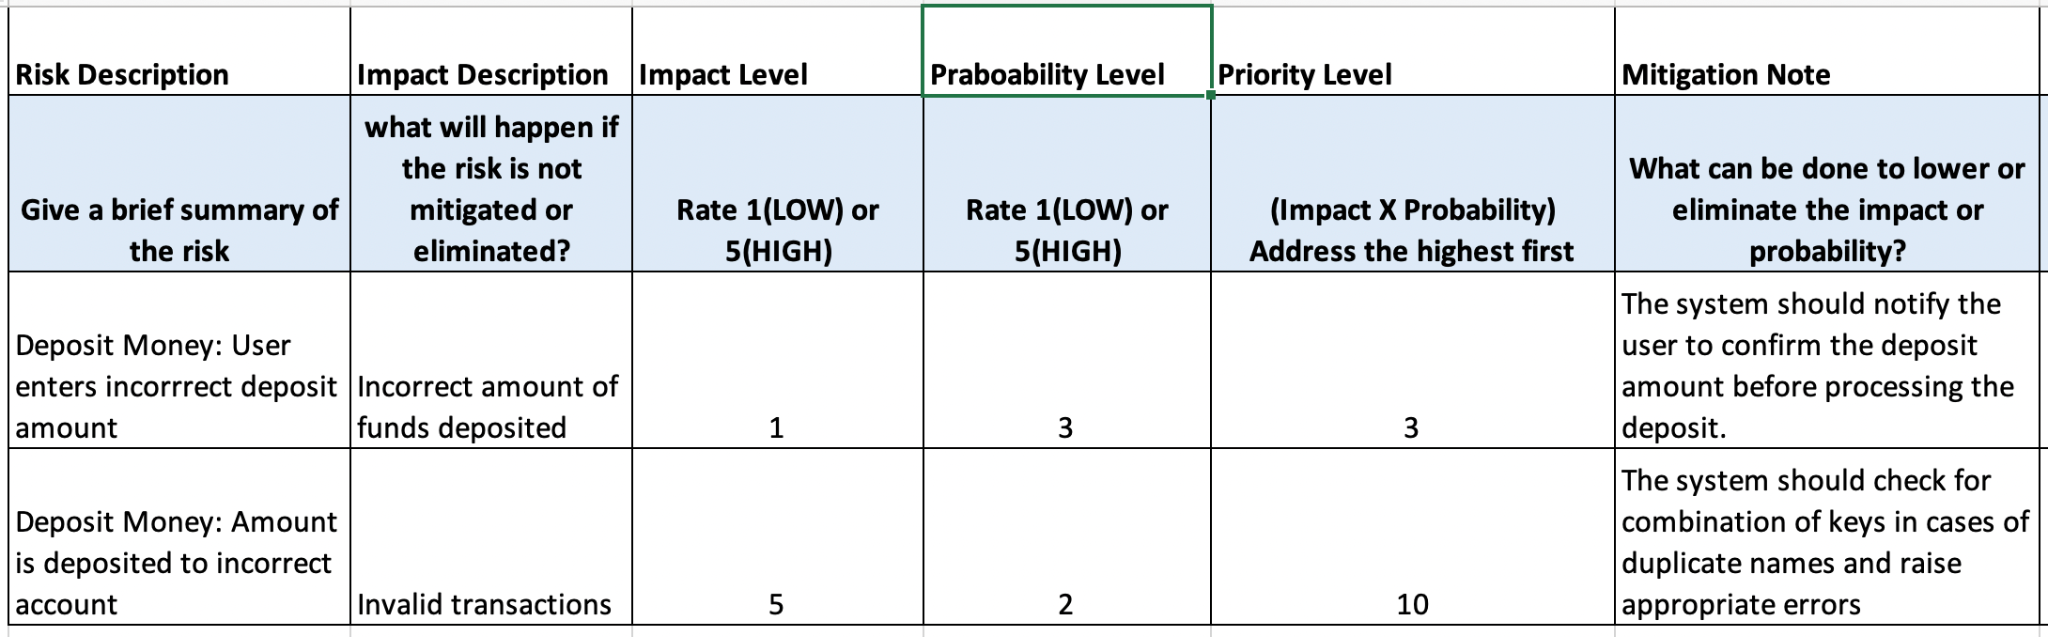 Risk Description
Impact Description
Impact Level
Praboability Level
Priority Level
Mitigation Note
Give a brief summary of
the risk
what will happen if
the risk is not
mitigated or
eliminated?
Rate 1(LOW) or
5(HIGH)
Rate 1(LOW) or
5(HIGH)
(Impact X Probability)
Address the highest first
What can be done to lower or
eliminate the impact or
probability?
Deposit Money: User
enters incorrrect deposit
amount
Incorrect amount of
funds deposited
1
3
3
The system should notify the
user to confirm the deposit
amount before processing the
deposit.
Deposit Money: Amount
is deposited to incorrect
account
Invalid transactions
5
2
10
The system should check for
combination of keys in cases of
duplicate names and raise
appropriate errors